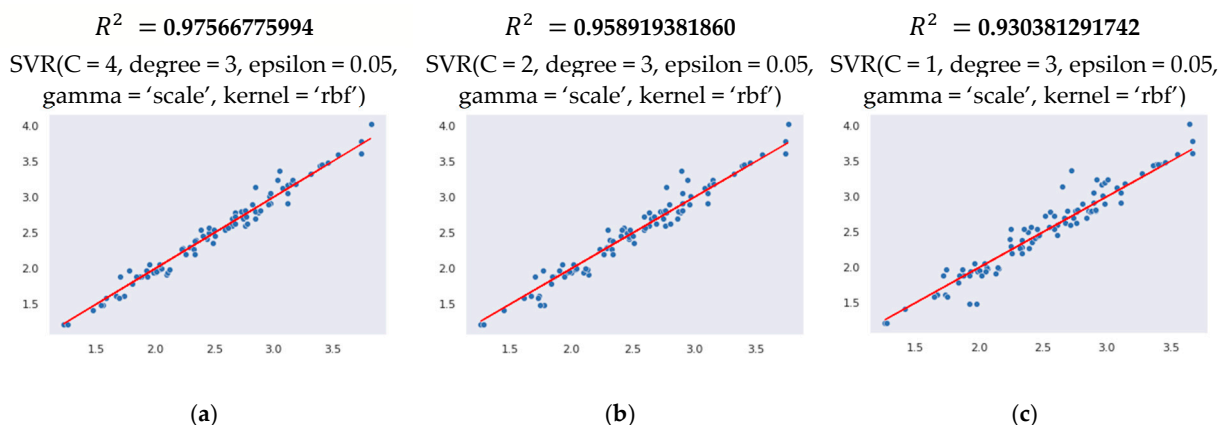 R² = 0.97566775994
SVR(C = 4, degree = 3, epsilon = 0.05,
gamma = ‘scale’, kernel = ‘rbf’)
4.0
3.5
3.0
2.5
2.0
1.5
1.5 2.0 2.5 3.0 3.5
(a)
R² = 0.958919381860
SVR(C = 2, degree = 3, epsilon = 0.05,
gamma = ‘scale’, kernel = ‘rbf’)
4.0
3.5
3.0
2.5
2.0
1.5
1.5 2.0 2.5 3.0 3.5
(b)
R² = 0.930381291742
SVR(C = 1, degree = 3, epsilon = 0.05,
gamma = ‘scale’, kernel = ‘rbf’)
4.0
3.5
3.0
2.5
2.0
1.5
1.5 2.0 2.5 3.0 3.5
(c)